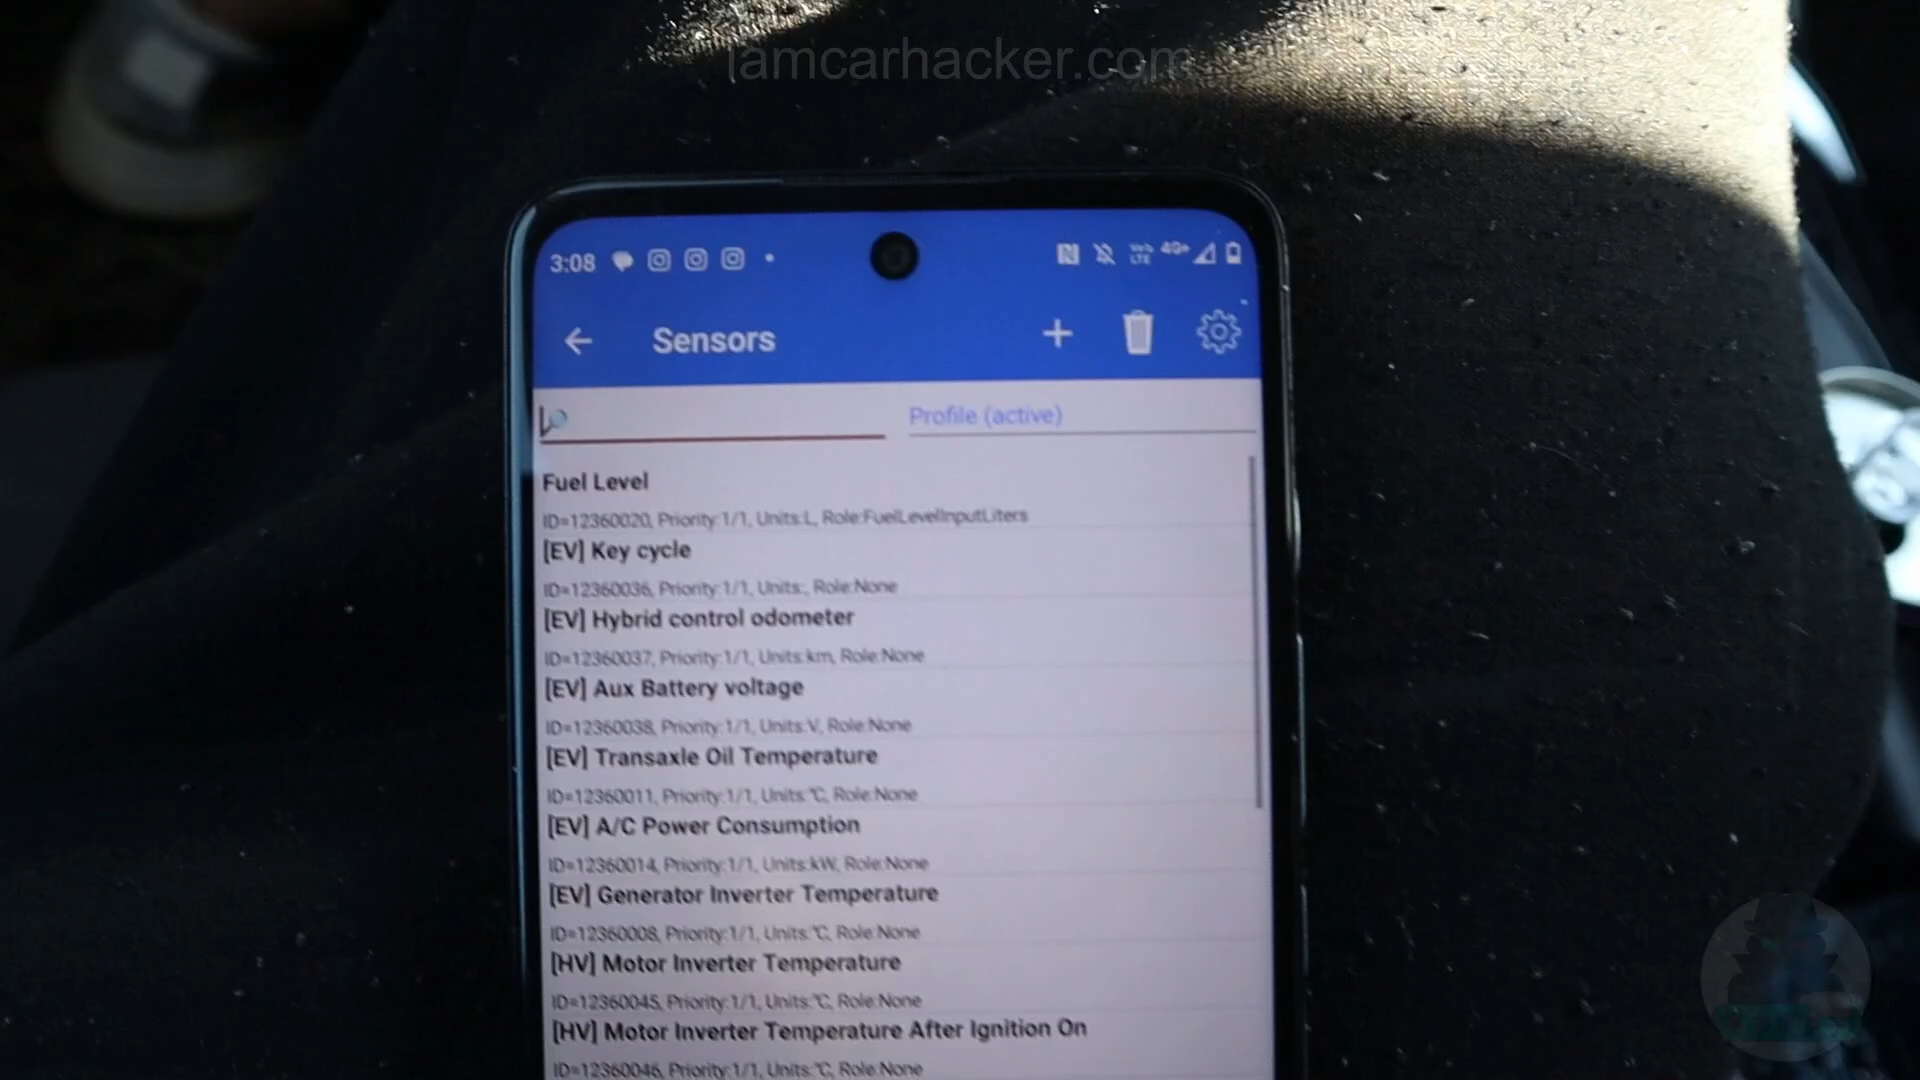 iamcarhacker.com
3:08
Vo))
LTE
4G+
Sensors
Profile (active)
Fuel Level
ID=12360020, Priority:1/1, Units:L, Role:FuelLevelInputLiters
[EV] Key cycle
ID=12360036, Priority:1/1, Units:, Role:None
[EV] Hybrid control odometer
ID=12360037, Priority:1/1, Units:km, Role:None
[EV] Aux Battery voltage
ID=12360038, Priority:1/1, Units:V, Role:None
[EV] Transaxle Oil Temperature
ID=12360011, Priority:1/1, Units:℃, Role:None
[EV] A/C Power Consumption
ID=12360014, Priority:1/1, Units:kW, Role:None
[EV] Generator Inverter Temperature
ID=12360008, Priority:1/1, Units:℃, Role:None
[HV] Motor Inverter Temperature
ID=12360045, Priority:1/1, Units:℃, Role:None
[HV] Motor Inverter Temperature After Ignition On
ID=12360046, Priority:1/1, Units:℃, Role:None